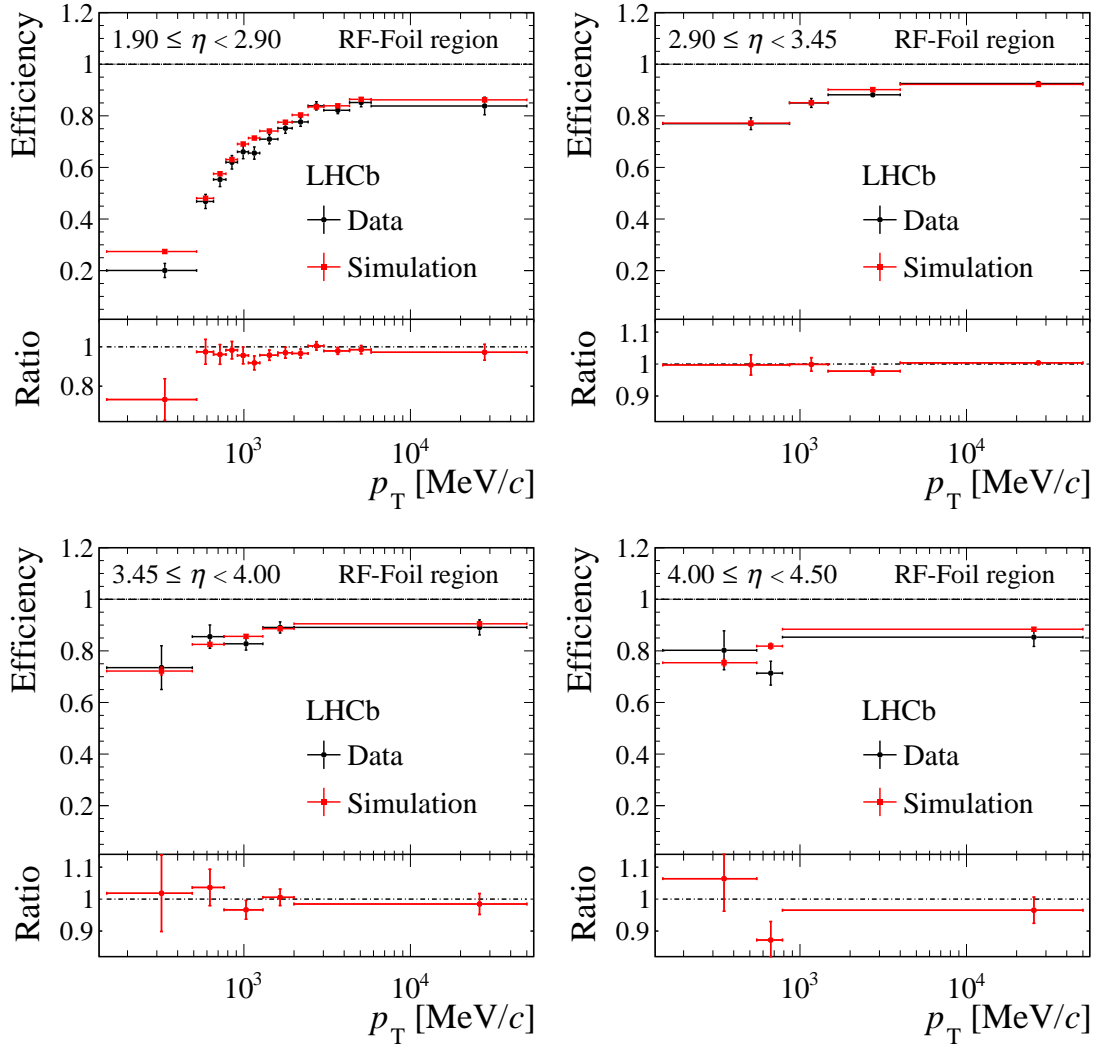 1.2
1
0.8
0.6
0.4
0.2
Efficiency
1.90 ≤ η < 2.90 RF-Foil region
LHCb
Data
Simulation
1
0.8
Ratio
10³ 10⁴
p_T [MeV/c]
1.2
1
0.8
0.6
0.4
0.2
Efficiency
2.90 ≤ η < 3.45 RF-Foil region
LHCb
Data
Simulation
1.1
1
0.9
Ratio
10³ 10⁴
p_T [MeV/c]
1.2
1
0.8
0.6
0.4
0.2
Efficiency
3.45 ≤ η < 4.00 RF-Foil region
LHCb
Data
Simulation
1.1
1
0.9
Ratio
10³ 10⁴
p_T [MeV/c]
1.2
1
0.8
0.6
0.4
0.2
Efficiency
4.00 ≤ η < 4.50 RF-Foil region
LHCb
Data
Simulation
1.1
1
0.9
Ratio
10³ 10⁴
p_T [MeV/c]